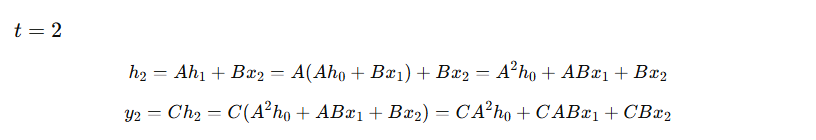 t = 2
h₂ = Ah₁ + Bx₂ = A(Ah₀ + Bx₁) + Bx₂ = A²h₀ + ABx₁ + Bx₂
y₂ = Ch₂ = C(A²h₀ + ABx₁ + Bx₂) = CA²h₀ + CABx₁ + CBx₂